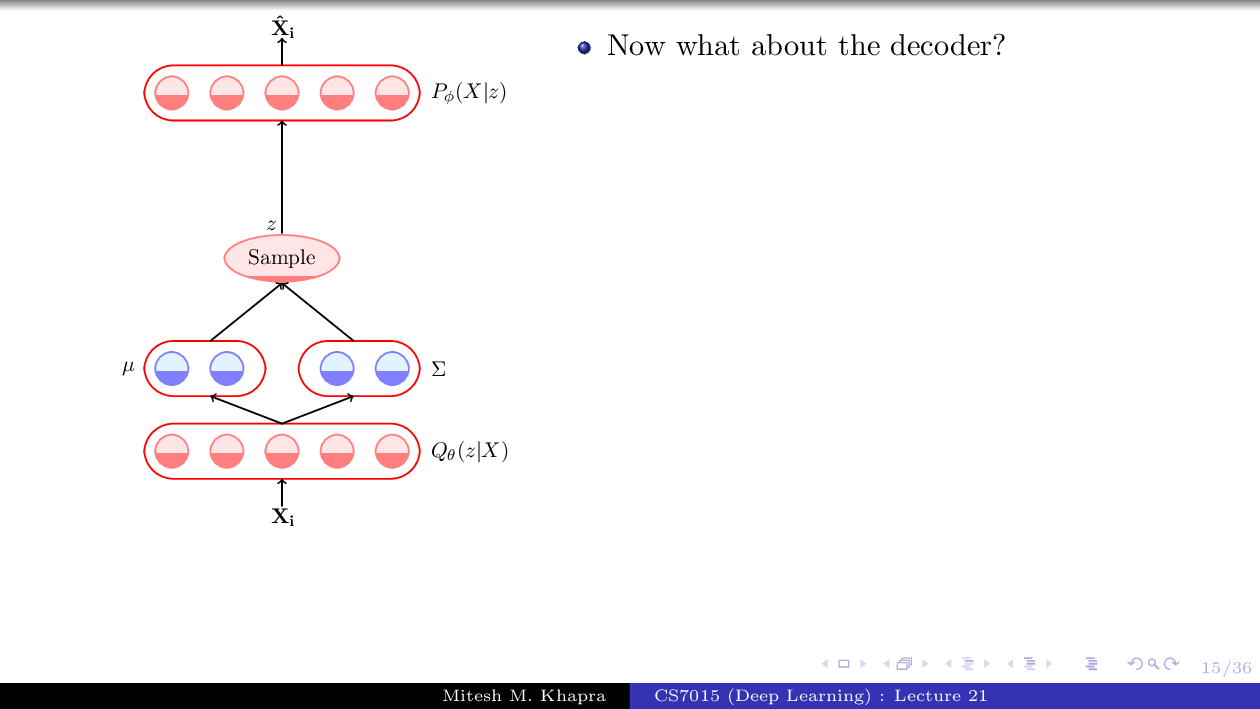 X̂ᵢ
Now what about the decoder?
P_ϕ(X|z)
z
Sample
μ
Σ
Q_θ(z|X)
Xᵢ
15/36
Mitesh M. Khapra
CS7015 (Deep Learning) : Lecture 21